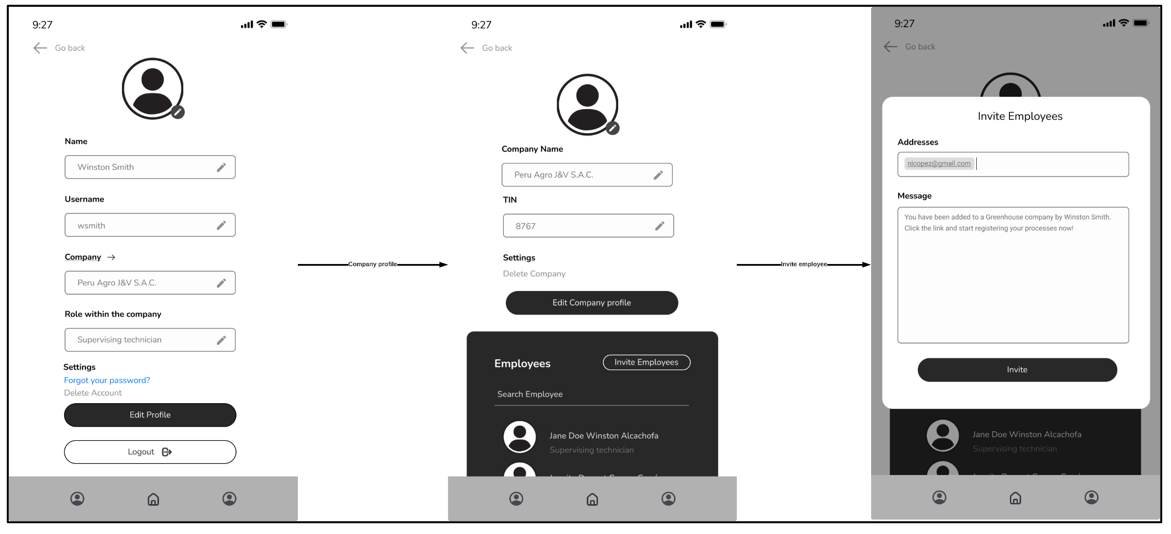 9:27
Go back
Name
Winston Smith
Username
wsmith
Company →
Peru Agro J&V S.A.C.
Role within the company
Supervising technician
Settings
Forgot your password?
Delete Account
Edit Profile
Logout
Company profile
9:27
Go back
Company Name
Peru Agro J&V S.A.C.
TIN
8767
Settings
Delete Company
Edit Company profile
Employees
Invite Employees
Search Employee
Jane Doe Winston Alcachofa
Supervising technician
Invite employee
9:27
Go back
Invite Employees
Addresses
nicopez@gmail.com
Message
You have been added to a Greenhouse company by Winston Smith.
Click the link and start registering your processes now!
Invite
Jane Doe Winston Alcachofa
Supervising technician